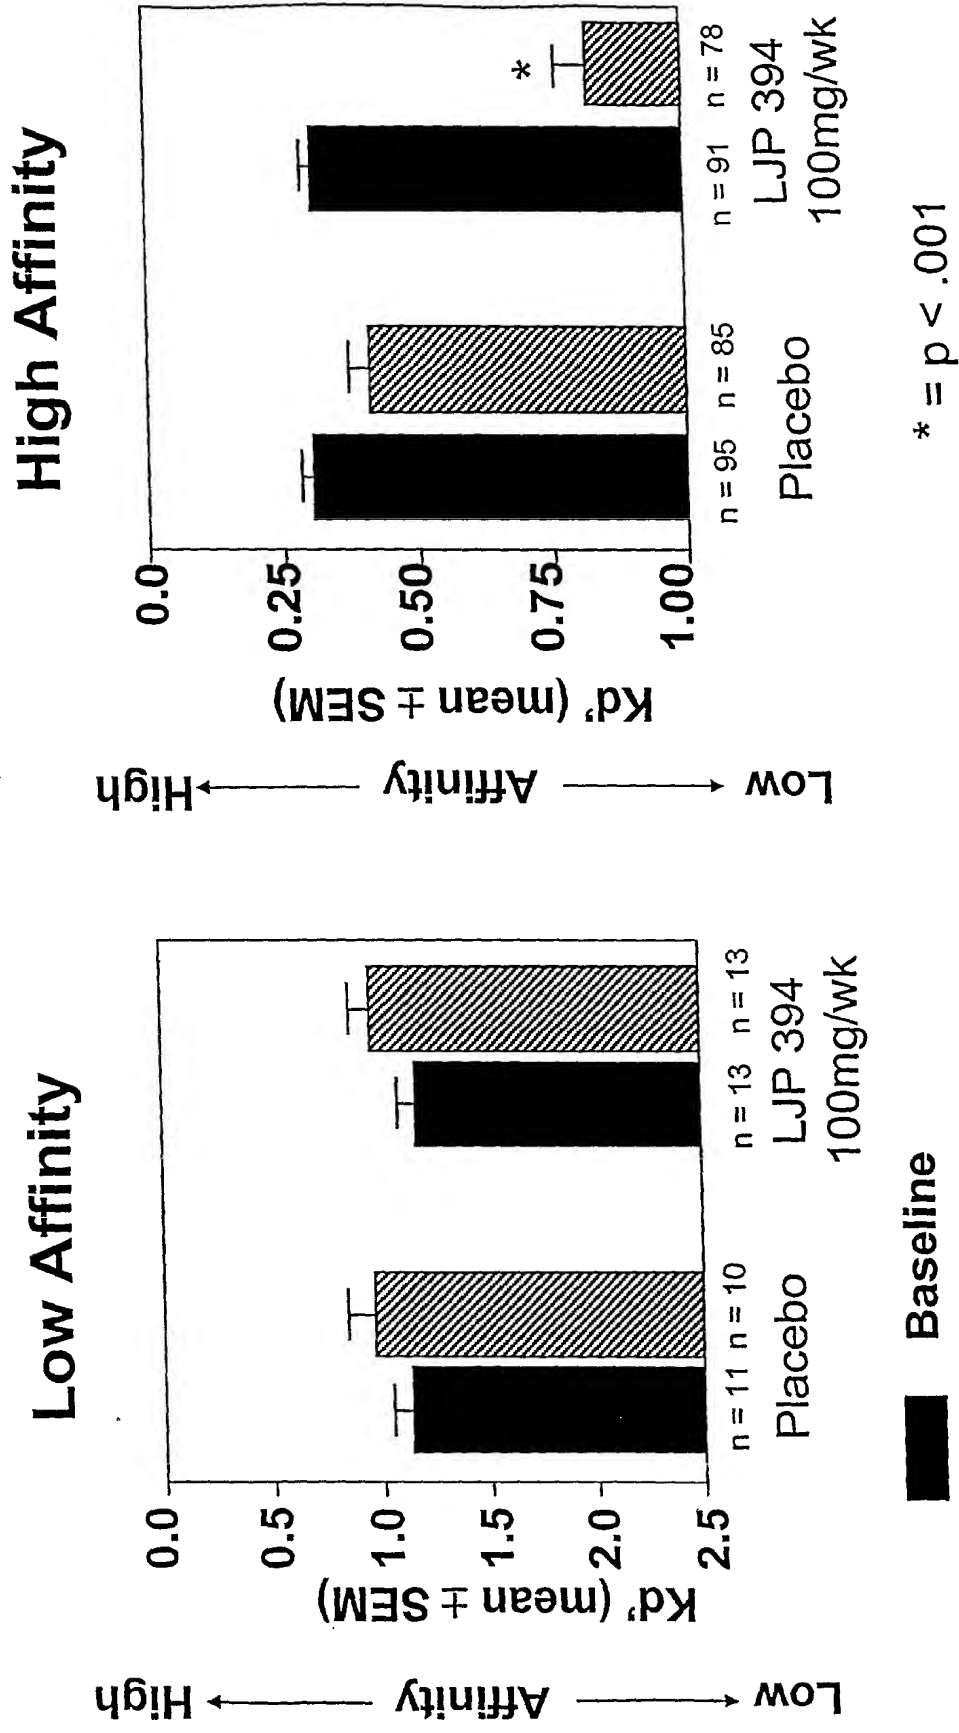 Low Affinity
High ← Affinity → Low
Kd' (mean ± SEM)
0.0
0.5
1.0
1.5
2.0
2.5
n = 11 n = 10
Placebo
n = 13 n = 13
LJP 394
100mg/wk
Baseline
High Affinity
High ← Affinity → Low
Kd' (mean ± SEM)
0.0
0.25
0.50
0.75
1.00
*
n = 95 n = 85
Placebo
n = 91 n = 78
LJP 394
100mg/wk
* = p < .001